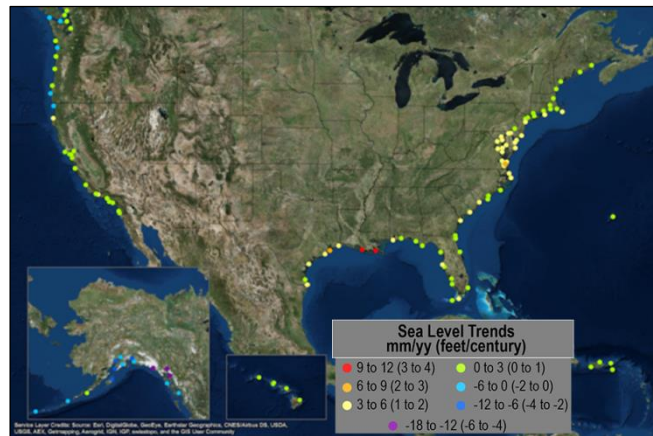 Sea Level Trends
mm/yy (feet/century)
9 to 12 (3 to 4)
0 to 3 (0 to 1)
6 to 9 (2 to 3)
-6 to 0 (-2 to 0)
3 to 6 (1 to 2)
-12 to -6 (-4 to -2)
-18 to -12 (-6 to -4)
Service Layer Credits: Source: Esri, DigitalGlobe, GeoEye, Earthstar Geographics, CNES/Airbus DS, USDA,
USGS, AEX, Getmapping, Aerogrid, IGN, IGP, swisstopo, and the GIS User Community